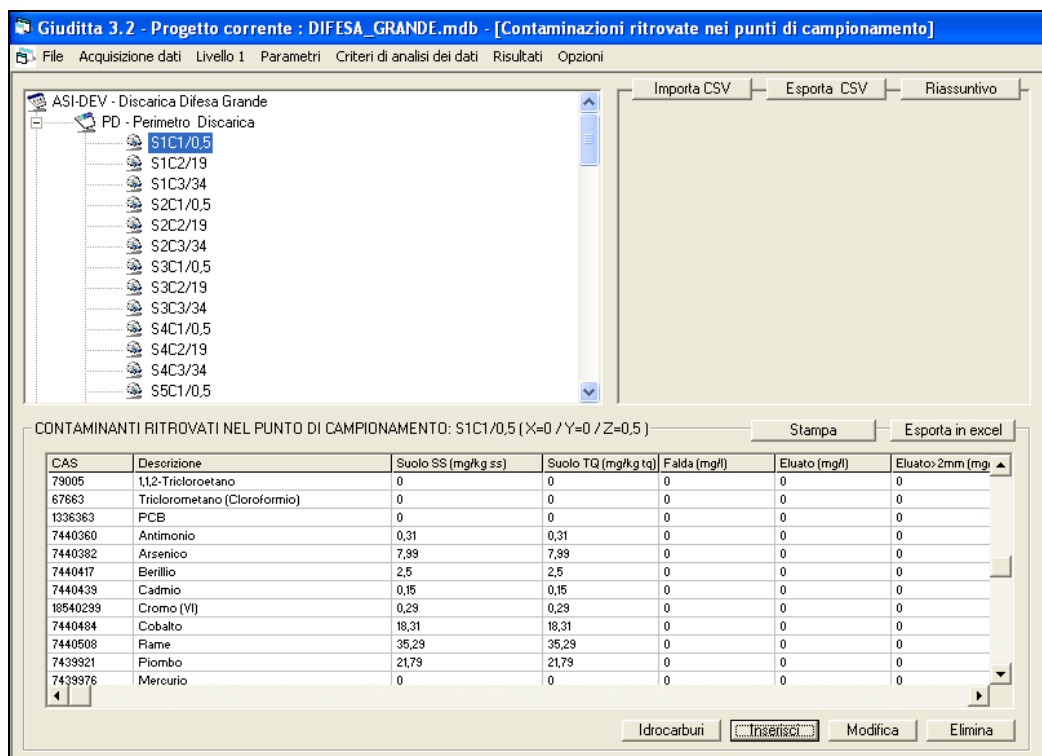 Giuditta 3.2 - Progetto corrente : DIFESA_GRANDE.mdb - [Contaminazioni ritrovate nei punti di campionamento]
File Acquisizione dati Livello 1 Parametri Criteri di analisi dei dati Risultati Opzioni
Importa CSV Esporta CSV Riassuntivo
ASI-DEV - Discarica Difesa Grande
PD - Perimetro Discarica
S1C1/0,5
S1C2/19
S1C3/34
S2C1/0,5
S2C2/19
S2C3/34
S3C1/0,5
S3C2/19
S3C3/34
S4C1/0,5
S4C2/19
S4C3/34
S5C1/0,5
CONTAMINANTI RITROVATI NEL PUNTO DI CAMPIONAMENTO: S1C1/0,5 ( X=0 / Y=0 / Z=0,5 ) Stampa Esporta in excel
CAS Descrizione Suolo SS (mg/kg ss) Suolo TQ (mg/kg tq) Falda (mg/l) Eluato (mg/l) Eluato>2mm (mg/
79005 1,1,2-Tricloroetano 0 0 0 0 0
67663 Triclorometano (Cloroformio) 0 0 0 0 0
1336363 PCB 0 0 0 0 0
7440360 Antimonio 0,31 0,31 0 0 0
7440382 Arsenico 7,99 7,99 0 0 0
7440417 Berillio 2,5 2,5 0 0 0
7440439 Cadmio 0,15 0,15 0 0 0
18540299 Cromo (VI) 0,29 0,29 0 0 0
7440484 Cobalto 18,31 18,31 0 0 0
7440508 Rame 35,29 35,29 0 0 0
7439921 Piombo 21,79 21,79 0 0 0
7439976 Mercurio 0 0 0 0 0
Idrocarburi Inserisci Modifica Elimina